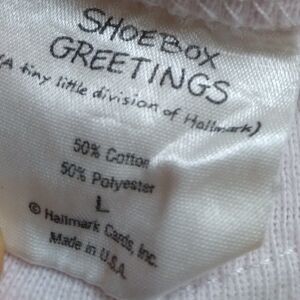 SHOEBOX
GREETINGS
(A tiny little division of Hallmark)
50% Cotton
50% Polyester
L
© Hallmark Cards, Inc.
Made in U.S.A.